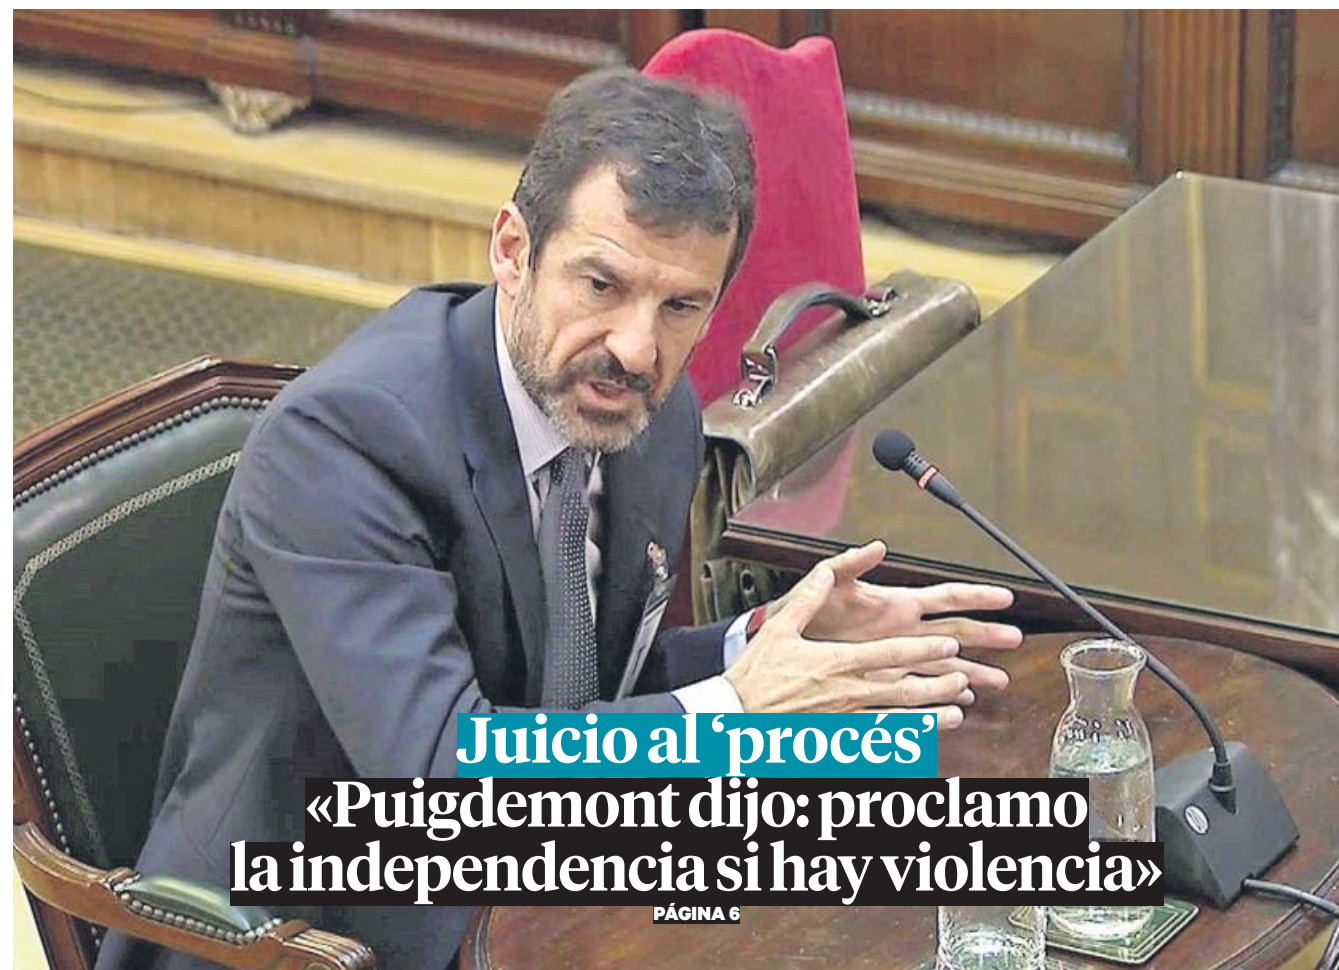 Juicio al ‘procés’
«Puigdemont dijo: proclamo
la independencia si hay violencia»
PÁGINA 6